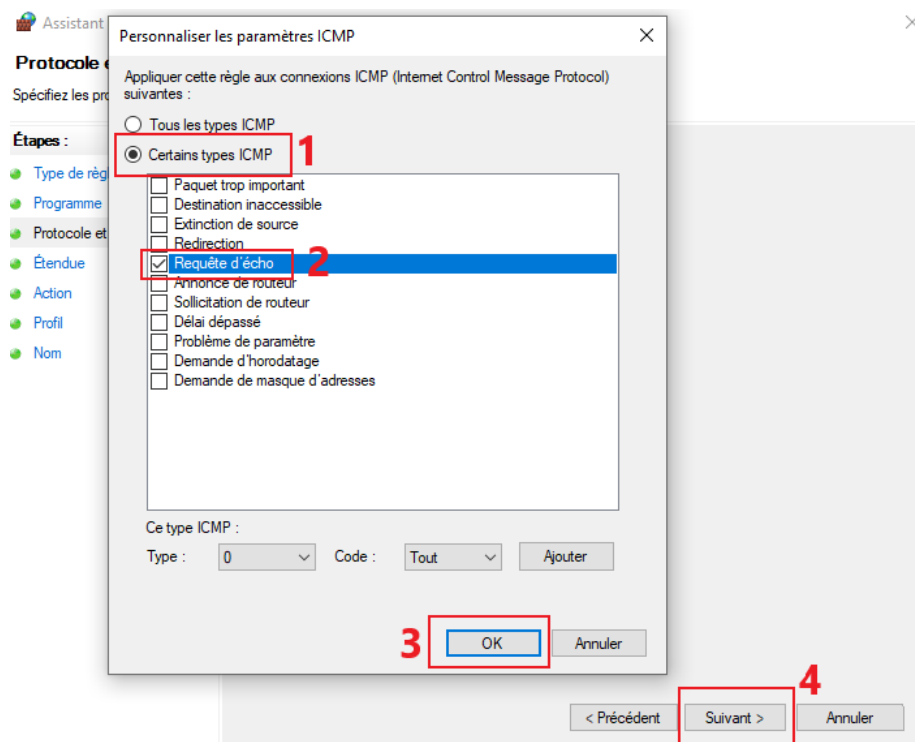 Assistant
Personnaliser les paramètres ICMP
Protocole e
Appliquer cette règle aux connexions ICMP (Internet Control Message Protocol)
suivantes :
Spécifiez les pro
Tous les types ICMP
Étapes :
Certains types ICMP
1
Type de règl
Programme
Protocole et
Étendue
Action
Profil
Nom
Paquet trop important
Destination inaccessible
Extinction de source
Redirection
Requête d'écho
2
Annonce de routeur
Sollicitation de routeur
Délai dépassé
Problème de paramètre
Demande d'horodatage
Demande de masque d'adresses
Ce type ICMP :
Type : 0 Code : Tout Ajouter
3 OK Annuler
4
< Précédent Suivant > Annuler